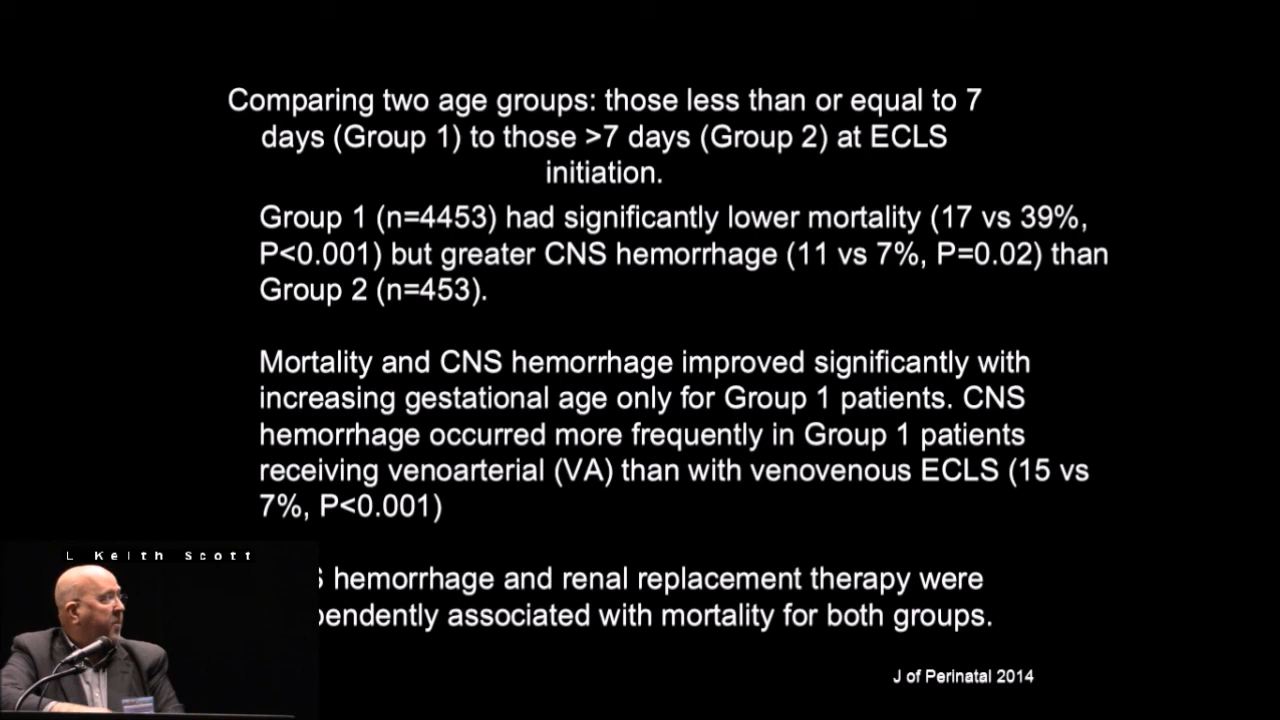 Comparing two age groups: those less than or equal to 7
days (Group 1) to those >7 days (Group 2) at ECLS
initiation.
Group 1 (n=4453) had significantly lower mortality (17 vs 39%,
P<0.001) but greater CNS hemorrhage (11 vs 7%, P=0.02) than
Group 2 (n=453).
Mortality and CNS hemorrhage improved significantly with
increasing gestational age only for Group 1 patients. CNS
hemorrhage occurred more frequently in Group 1 patients
receiving venoarterial (VA) than with venovenous ECLS (15 vs
7%, P<0.001)
L Keith Scott
hemorrhage and renal replacement therapy were
associated with mortality for both groups.
J of Perinatal 2014